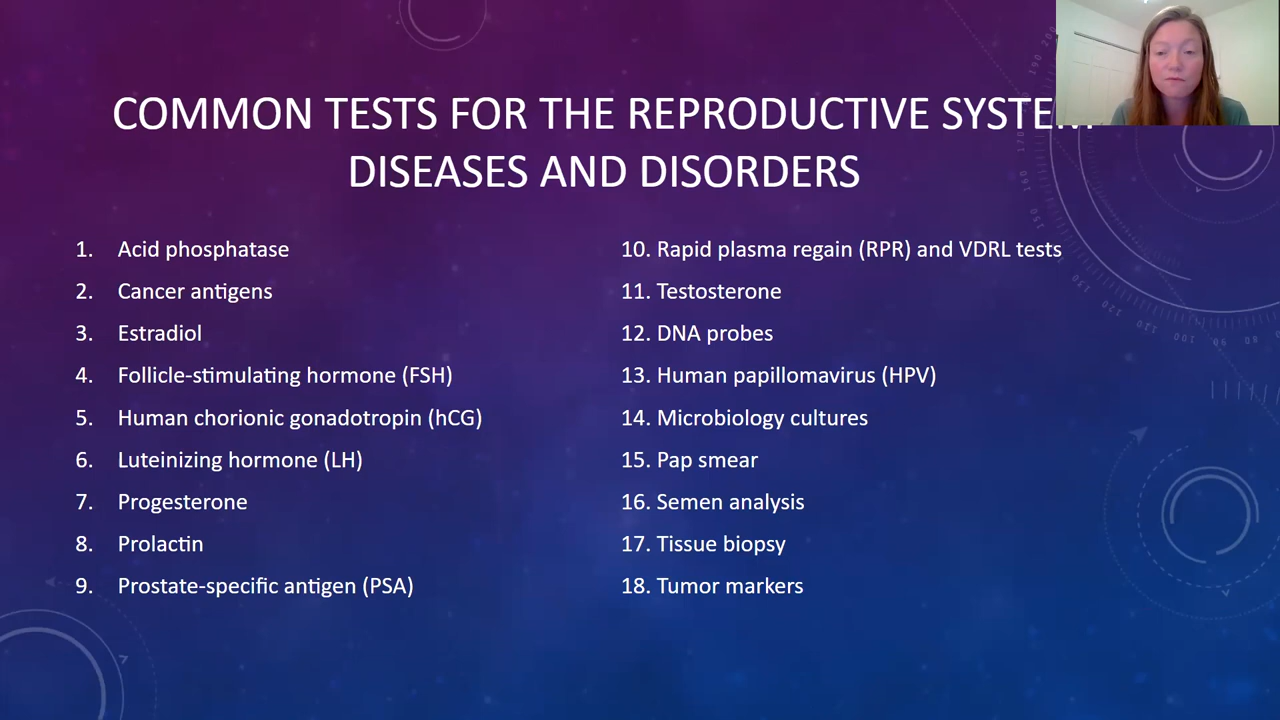 COMMON TESTS FOR THE REPRODUCTIVE SYSTEM
DISEASES AND DISORDERS
1. Acid phosphatase
2. Cancer antigens
3. Estradiol
4. Follicle-stimulating hormone (FSH)
5. Human chorionic gonadotropin (hCG)
6. Luteinizing hormone (LH)
7. Progesterone
8. Prolactin
9. Prostate-specific antigen (PSA)
10. Rapid plasma regain (RPR) and VDRL tests
11. Testosterone
12. DNA probes
13. Human papillomavirus (HPV)
14. Microbiology cultures
15. Pap smear
16. Semen analysis
17. Tissue biopsy
18. Tumor markers